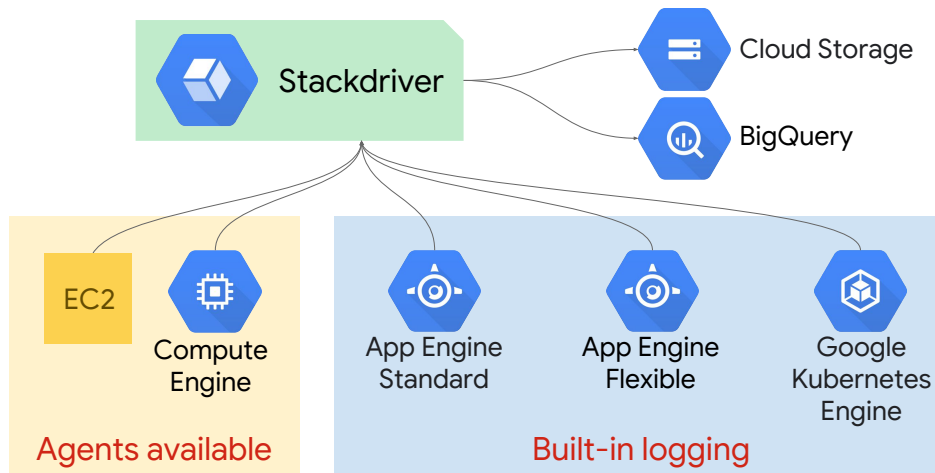 Stackdriver
Cloud Storage
BigQuery
EC2
Compute
Engine
Agents available
App Engine
Standard
App Engine
Flexible
Google
Kubernetes
Engine
Built-in logging